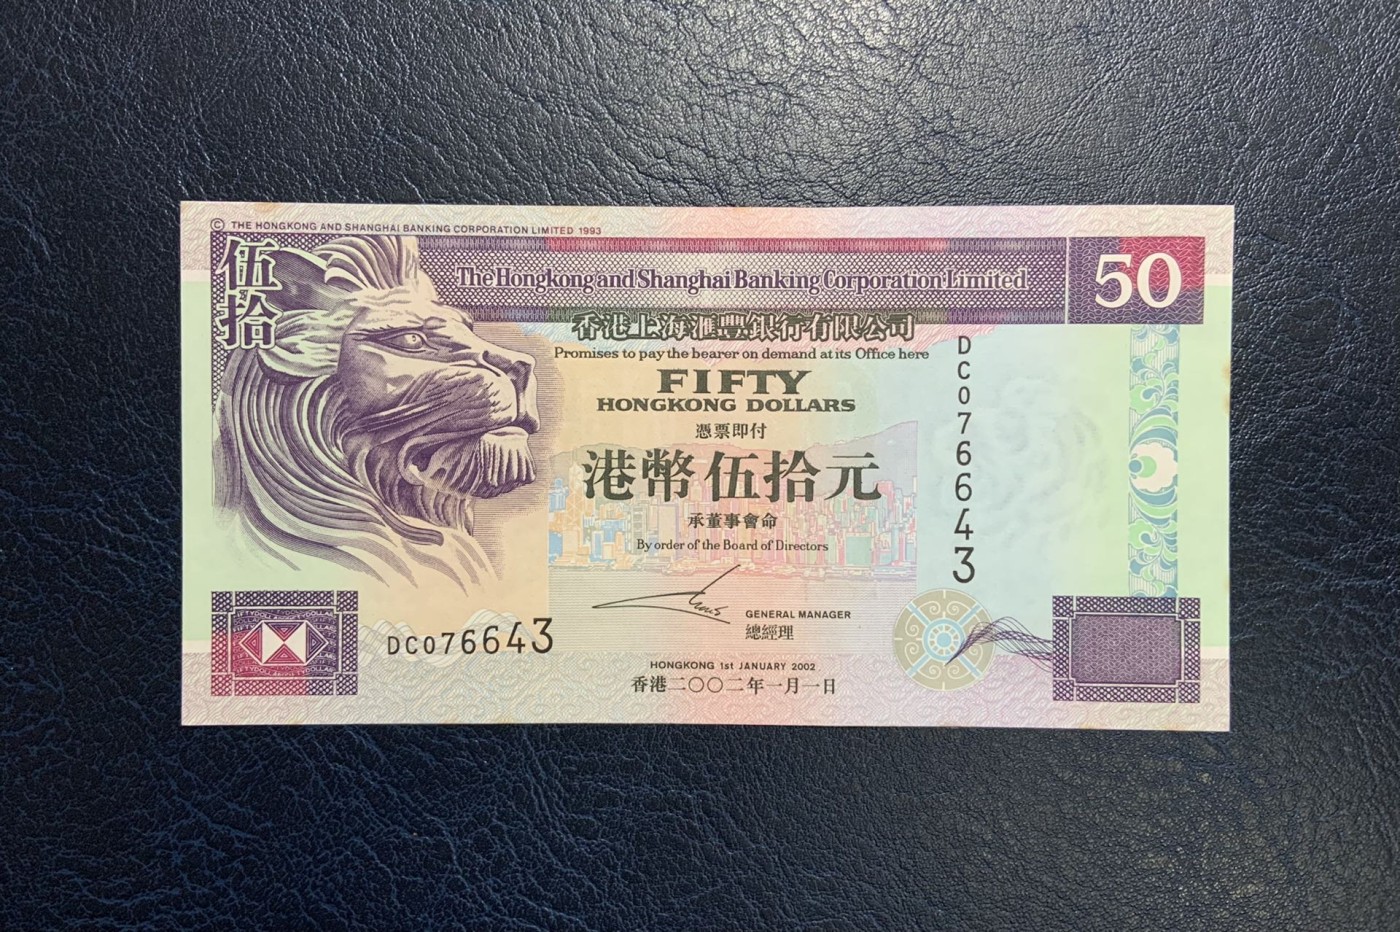 © THE HONGKONG AND SHANGHAI BANKING CORPORATION LIMITED 1993
伍拾
The Hongkong and Shanghai Banking Corporation Limited
50
香港上海滙豐銀行有限公司
Promises to pay the bearer on demand at its Office here
FIFTY
HONGKONG DOLLARS
憑票即付
港幣伍拾元
承董事會命
By order of the Board of Directors
GENERAL MANAGER
總經理
DC076643
DC076643
HONGKONG 1st JANUARY 2002
香港二〇〇二年一月一日